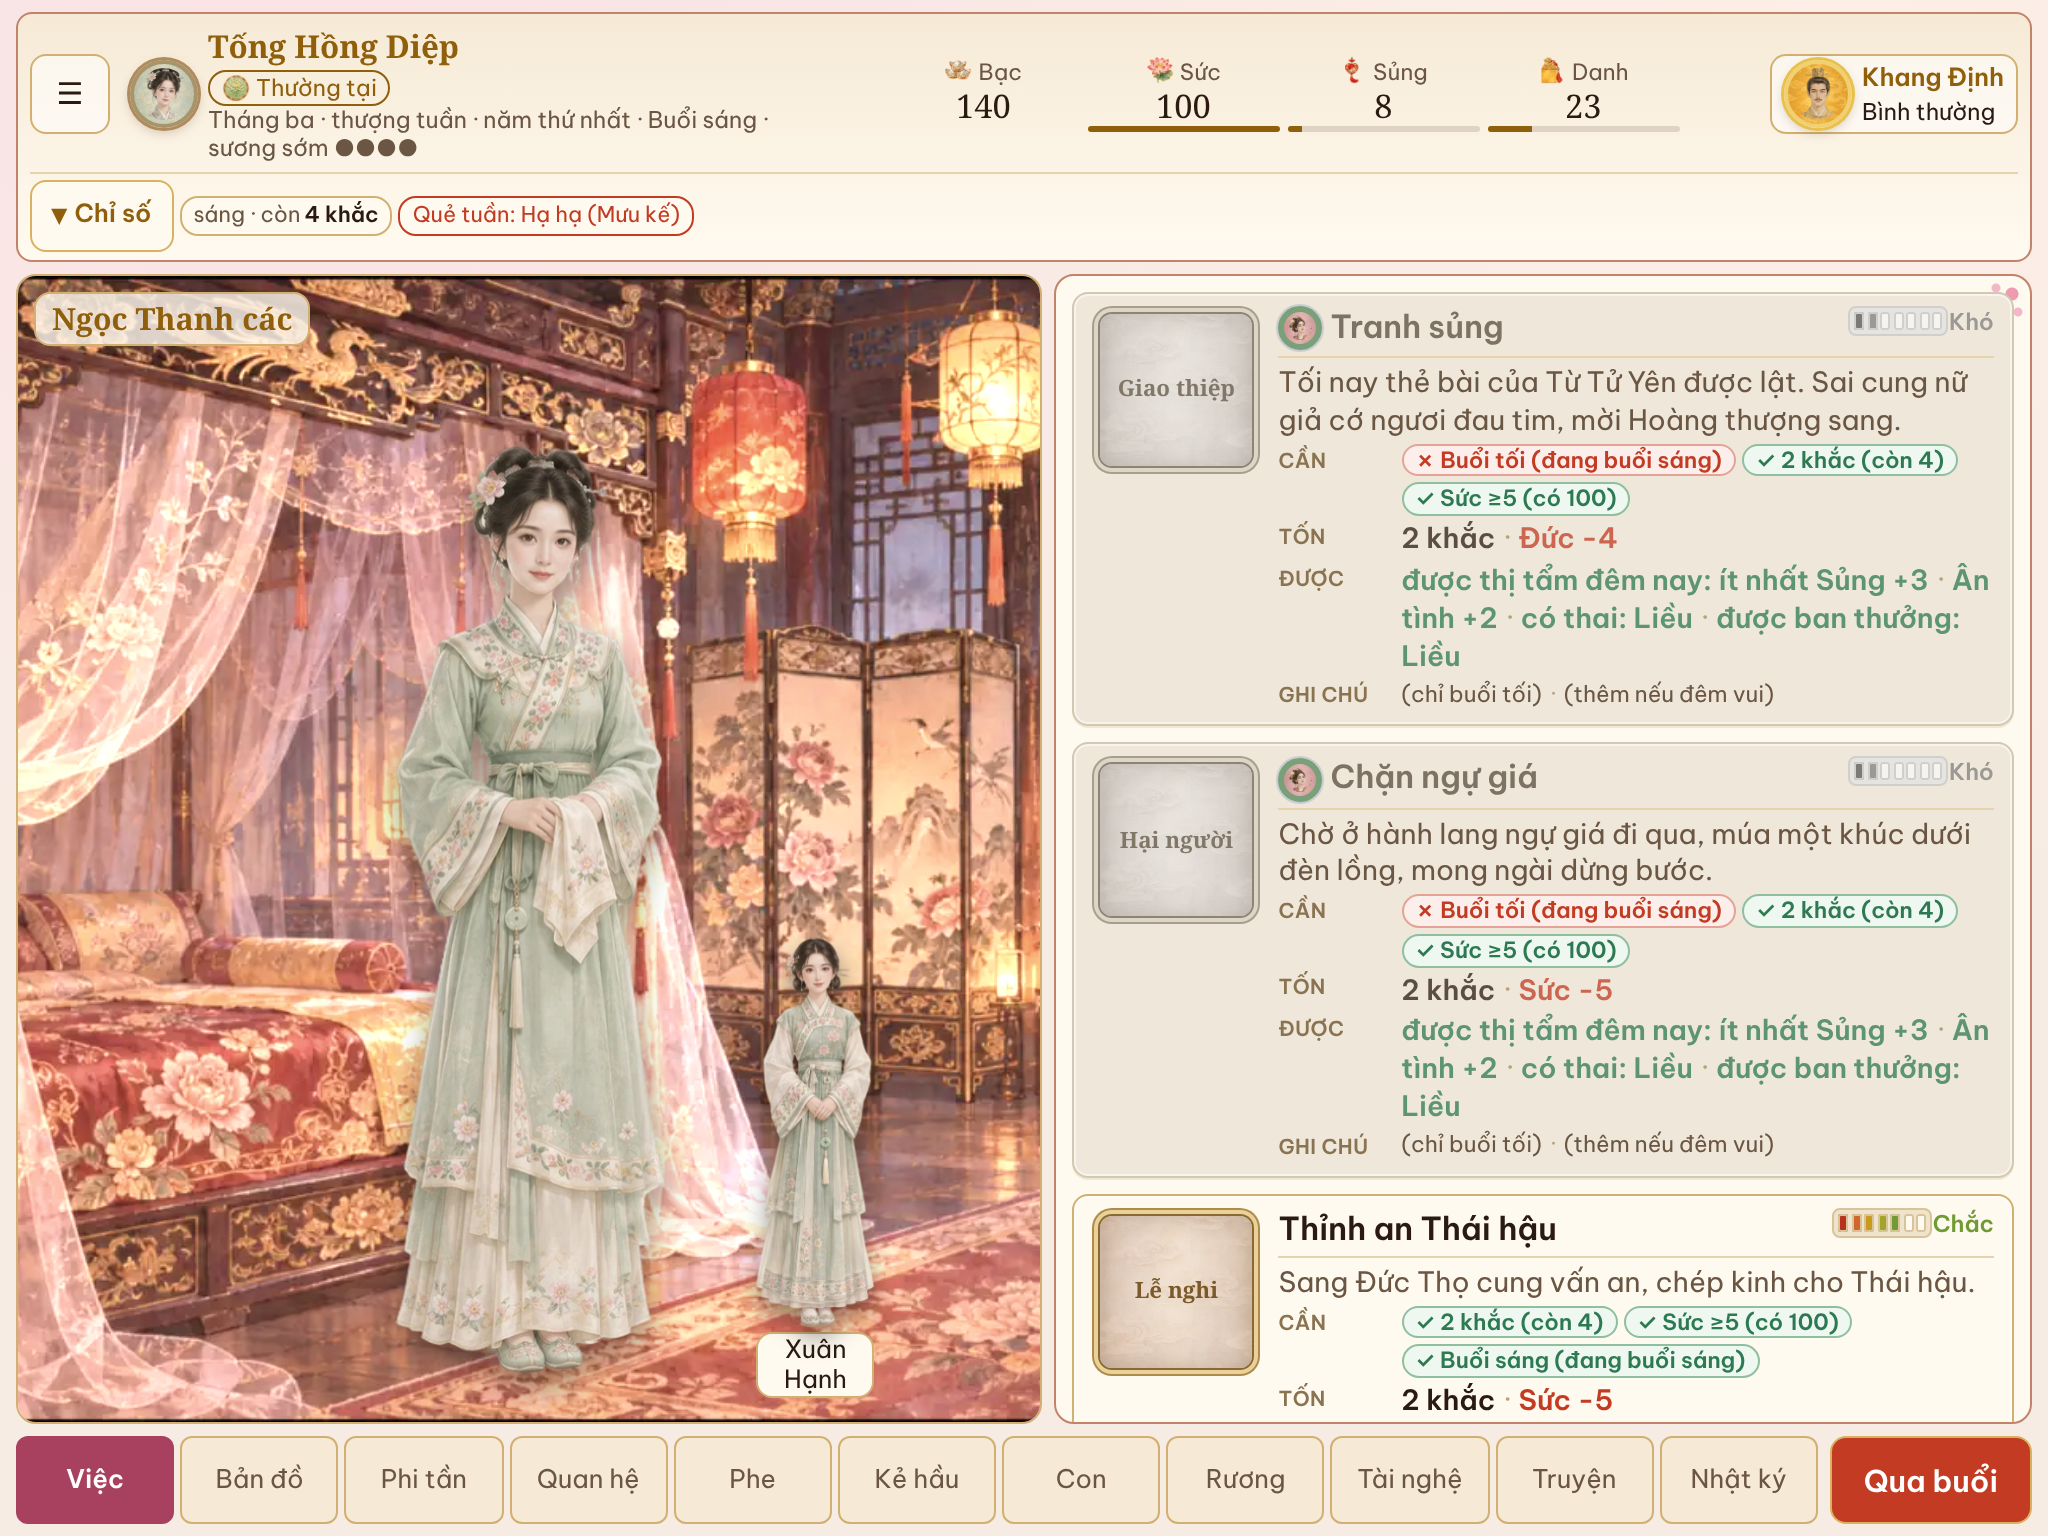 ☰
Tống Hồng Diệp
Thường tại
Tháng ba · thượng tuần · năm thứ nhất · Buổi sáng ·
sương sớm ●●●●
Bạc
140
Sức
100
Sủng
8
Danh
23
Khang Định
Bình thường
▼ Chỉ số
sáng · còn 4 khắc
Quẻ tuần: Hạ hạ (Mưu kế)
Ngọc Thanh các
Xuân
Hạnh
Giao thiệp
Tranh sủng
Khó
Tối nay thẻ bài của Từ Tử Yên được lật. Sai cung nữ
giả cớ ngươi đau tim, mời Hoàng thượng sang.
CẦN
× Buổi tối (đang buổi sáng)
✓ 2 khắc (còn 4)
✓ Sức ≥5 (có 100)
TỐN
2 khắc · Đức -4
ĐƯỢC
được thị tẩm đêm nay: ít nhất Sủng +3 · Ân
tình +2 · có thai: Liều · được ban thưởng:
Liều
GHI CHÚ
(chỉ buổi tối) · (thêm nếu đêm vui)
Hại người
Chặn ngự giá
Khó
Chờ ở hành lang ngự giá đi qua, múa một khúc dưới
đèn lồng, mong ngài dừng bước.
CẦN
× Buổi tối (đang buổi sáng)
✓ 2 khắc (còn 4)
✓ Sức ≥5 (có 100)
TỐN
2 khắc · Sức -5
ĐƯỢC
được thị tẩm đêm nay: ít nhất Sủng +3 · Ân
tình +2 · có thai: Liều · được ban thưởng:
Liều
GHI CHÚ
(chỉ buổi tối) · (thêm nếu đêm vui)
Lễ nghi
Thỉnh an Thái hậu
Chắc
Sang Đức Thọ cung vấn an, chép kinh cho Thái hậu.
CẦN
✓ 2 khắc (còn 4)
✓ Sức ≥5 (có 100)
✓ Buổi sáng (đang buổi sáng)
TỐN
2 khắc · Sức -5
Việc
Bản đồ
Phi tần
Quan hệ
Phe
Kẻ hầu
Con
Rương
Tài nghệ
Truyện
Nhật ký
Qua buổi